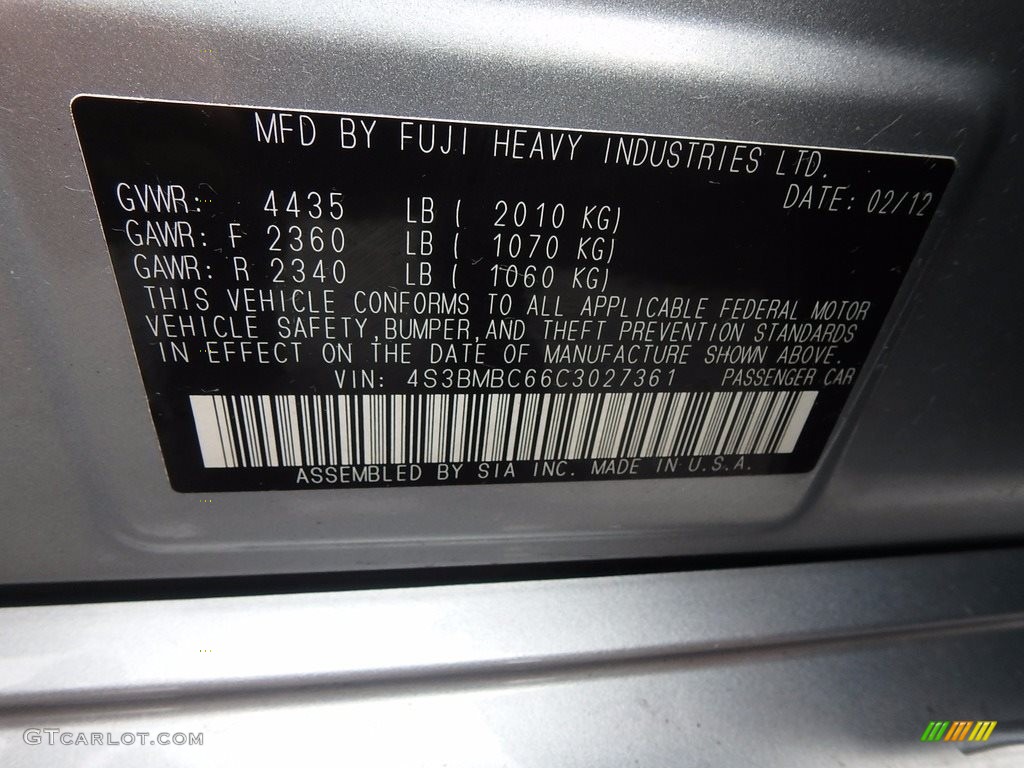 MFD BY FUJI HEAVY INDUSTRIES LTD.
DATE: 02/12
GVWR: 4435 LB ( 2010 KG)
GAWR: F 2360 LB ( 1070 KG)
GAWR: R 2340 LB ( 1060 KG)
THIS VEHICLE CONFORMS TO ALL APPLICABLE FEDERAL MOTOR
VEHICLE SAFETY,BUMPER,AND THEFT PREVENTION STANDARDS
IN EFFECT ON THE DATE OF MANUFACTURE SHOWN ABOVE.
VIN: 4S3BMBC66C3027361 PASSENGER CAR
ASSEMBLED BY SIA INC. MADE IN U.S.A.
GTCARLOT.COM